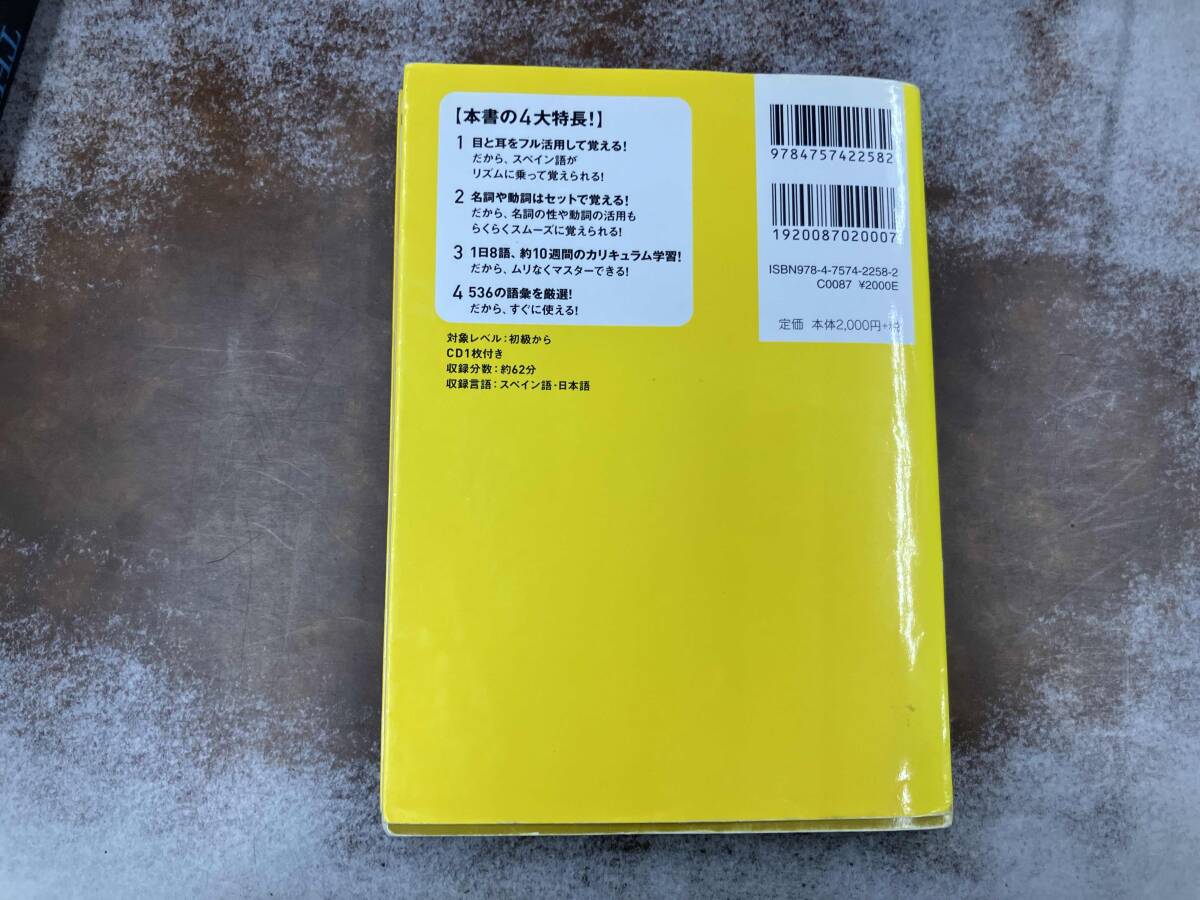 【本書の4大特長!】
1 目と耳をフル活用して覚える!
だから、スペイン語が
リズムに乗って覚えられる!
2 名詞や動詞はセットで覚える!
だから、名詞の性や動詞の活用も
らくらくスムーズに覚えられる!
3 1日8語、約10週間のカリキュラム学習!
だから、ムリなくマスターできる!
4 536の語彙を厳選!
だから、すぐに使える!
対象レベル:初級から
CD1枚付き
収録分数:約62分
収録言語:スペイン語・日本語
9784757422582
1920087020007
ISBN978-4-7574-2258-2
C0087 ¥2000E
定価 本体2,000円+税